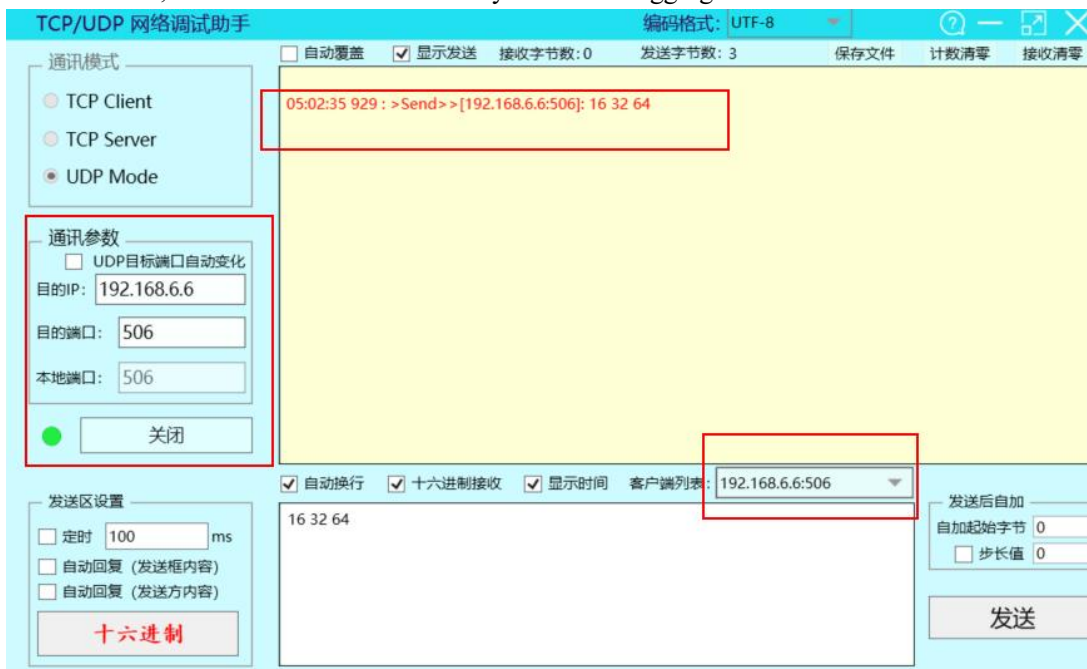 TCP/UDP 网络调试助手
编码格式: UTF-8
通讯模式
TCP Client
TCP Server
UDP Mode
自动覆盖 显示发送 接收字节数: 0 发送字节数: 3 保存文件 计数清零 接收清零
05:02:35 929 : >Send>>[192.168.6.6:506]: 16 32 64
通讯参数
UDP目标端口自动变化
目的IP: 192.168.6.6
目的端口: 506
本地端口: 506
关闭
自动换行 十六进制接收 显示时间 客户端列表: 192.168.6.6:506
16 32 64
发送区设置
定时 100 ms
自动回复 (发送框内容)
自动回复 (发送方内容)
十六进制
发送后自加
自加起始字节 0
步长值 0
发送